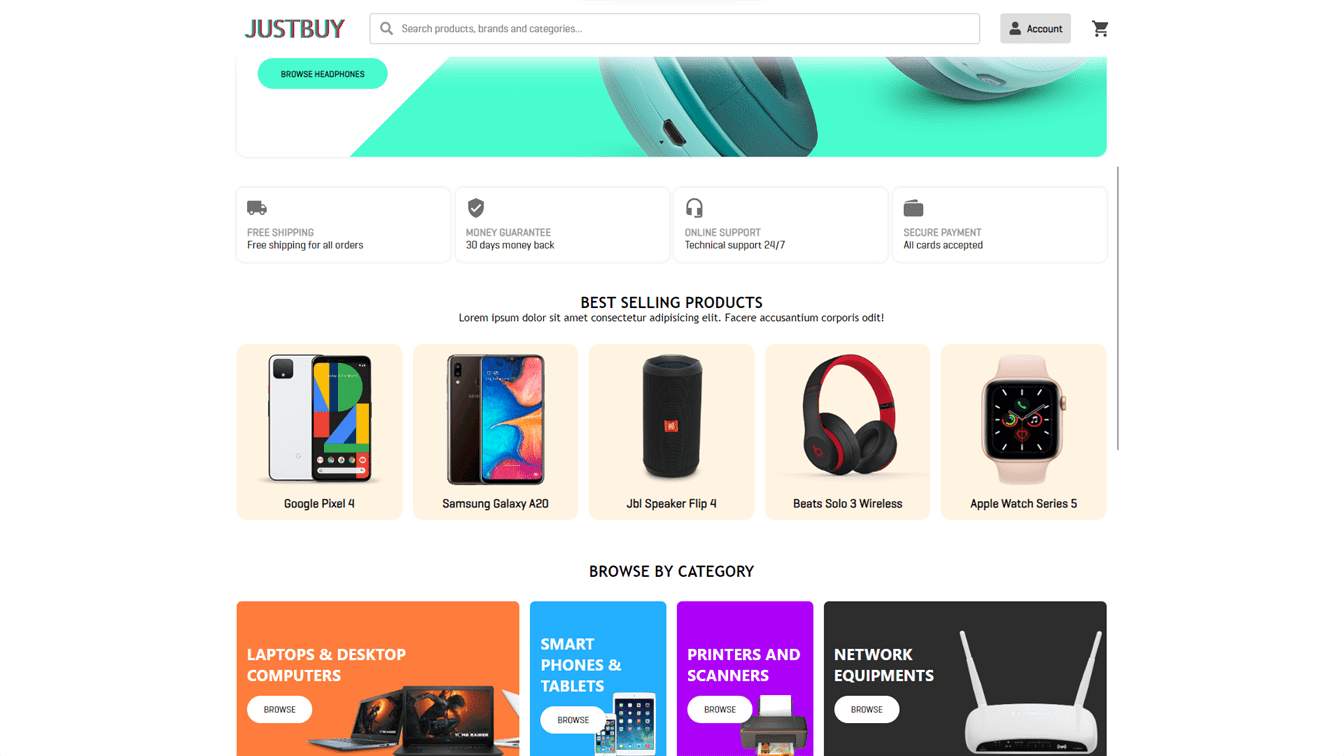 JUSTBUY
Search products, brands and categories...
Account
BROWSE HEADPHONES
FREE SHIPPING
Free shipping for all orders
MONEY GUARANTEE
30 days money back
ONLINE SUPPORT
Technical support 24/7
SECURE PAYMENT
All cards accepted
BEST SELLING PRODUCTS
Lorem ipsum dolor sit amet consectetur adipisicing elit. Facere accusantium corporis odit!
Google Pixel 4
Samsung Galaxy A20
Jbl Speaker Flip 4
Beats Solo 3 Wireless
Apple Watch Series 5
BROWSE BY CATEGORY
LAPTOPS & DESKTOP
COMPUTERS
BROWSE
SMART
PHONES &
TABLETS
BROWSE
PRINTERS AND
SCANNERS
BROWSE
NETWORK
EQUIPMENTS
BROWSE